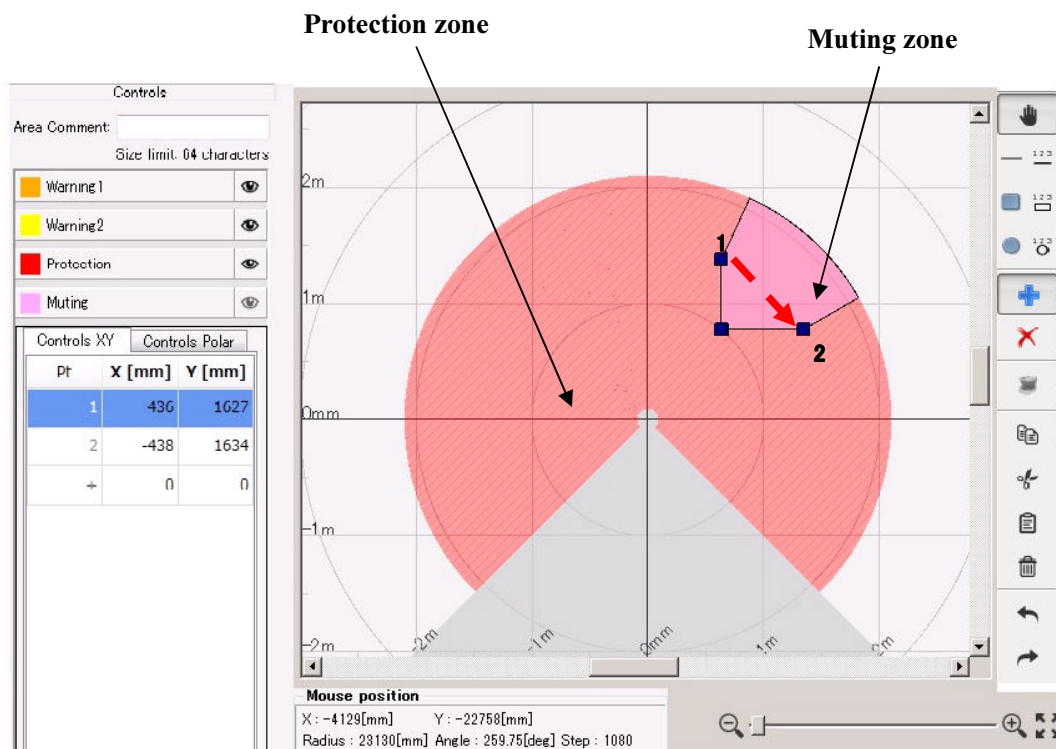 Protection zone
Muting zone
Controls
Area Comment:
Size limit: 64 characters
Warning1
Warning2
Protection
Muting
Controls XY Controls Polar
Pt X [mm] Y [mm]
1 436 1627
2 -438 1634
+ 0 0
2m
1m
0mm
-1m
-2m
-2m -1m 0mm 1m 2m
1
2
123
123
123
Mouse position
X : -4129[mm] Y : -22758[mm]
Radius : 23130[mm] Angle : 259.75[deg] Step : 1080